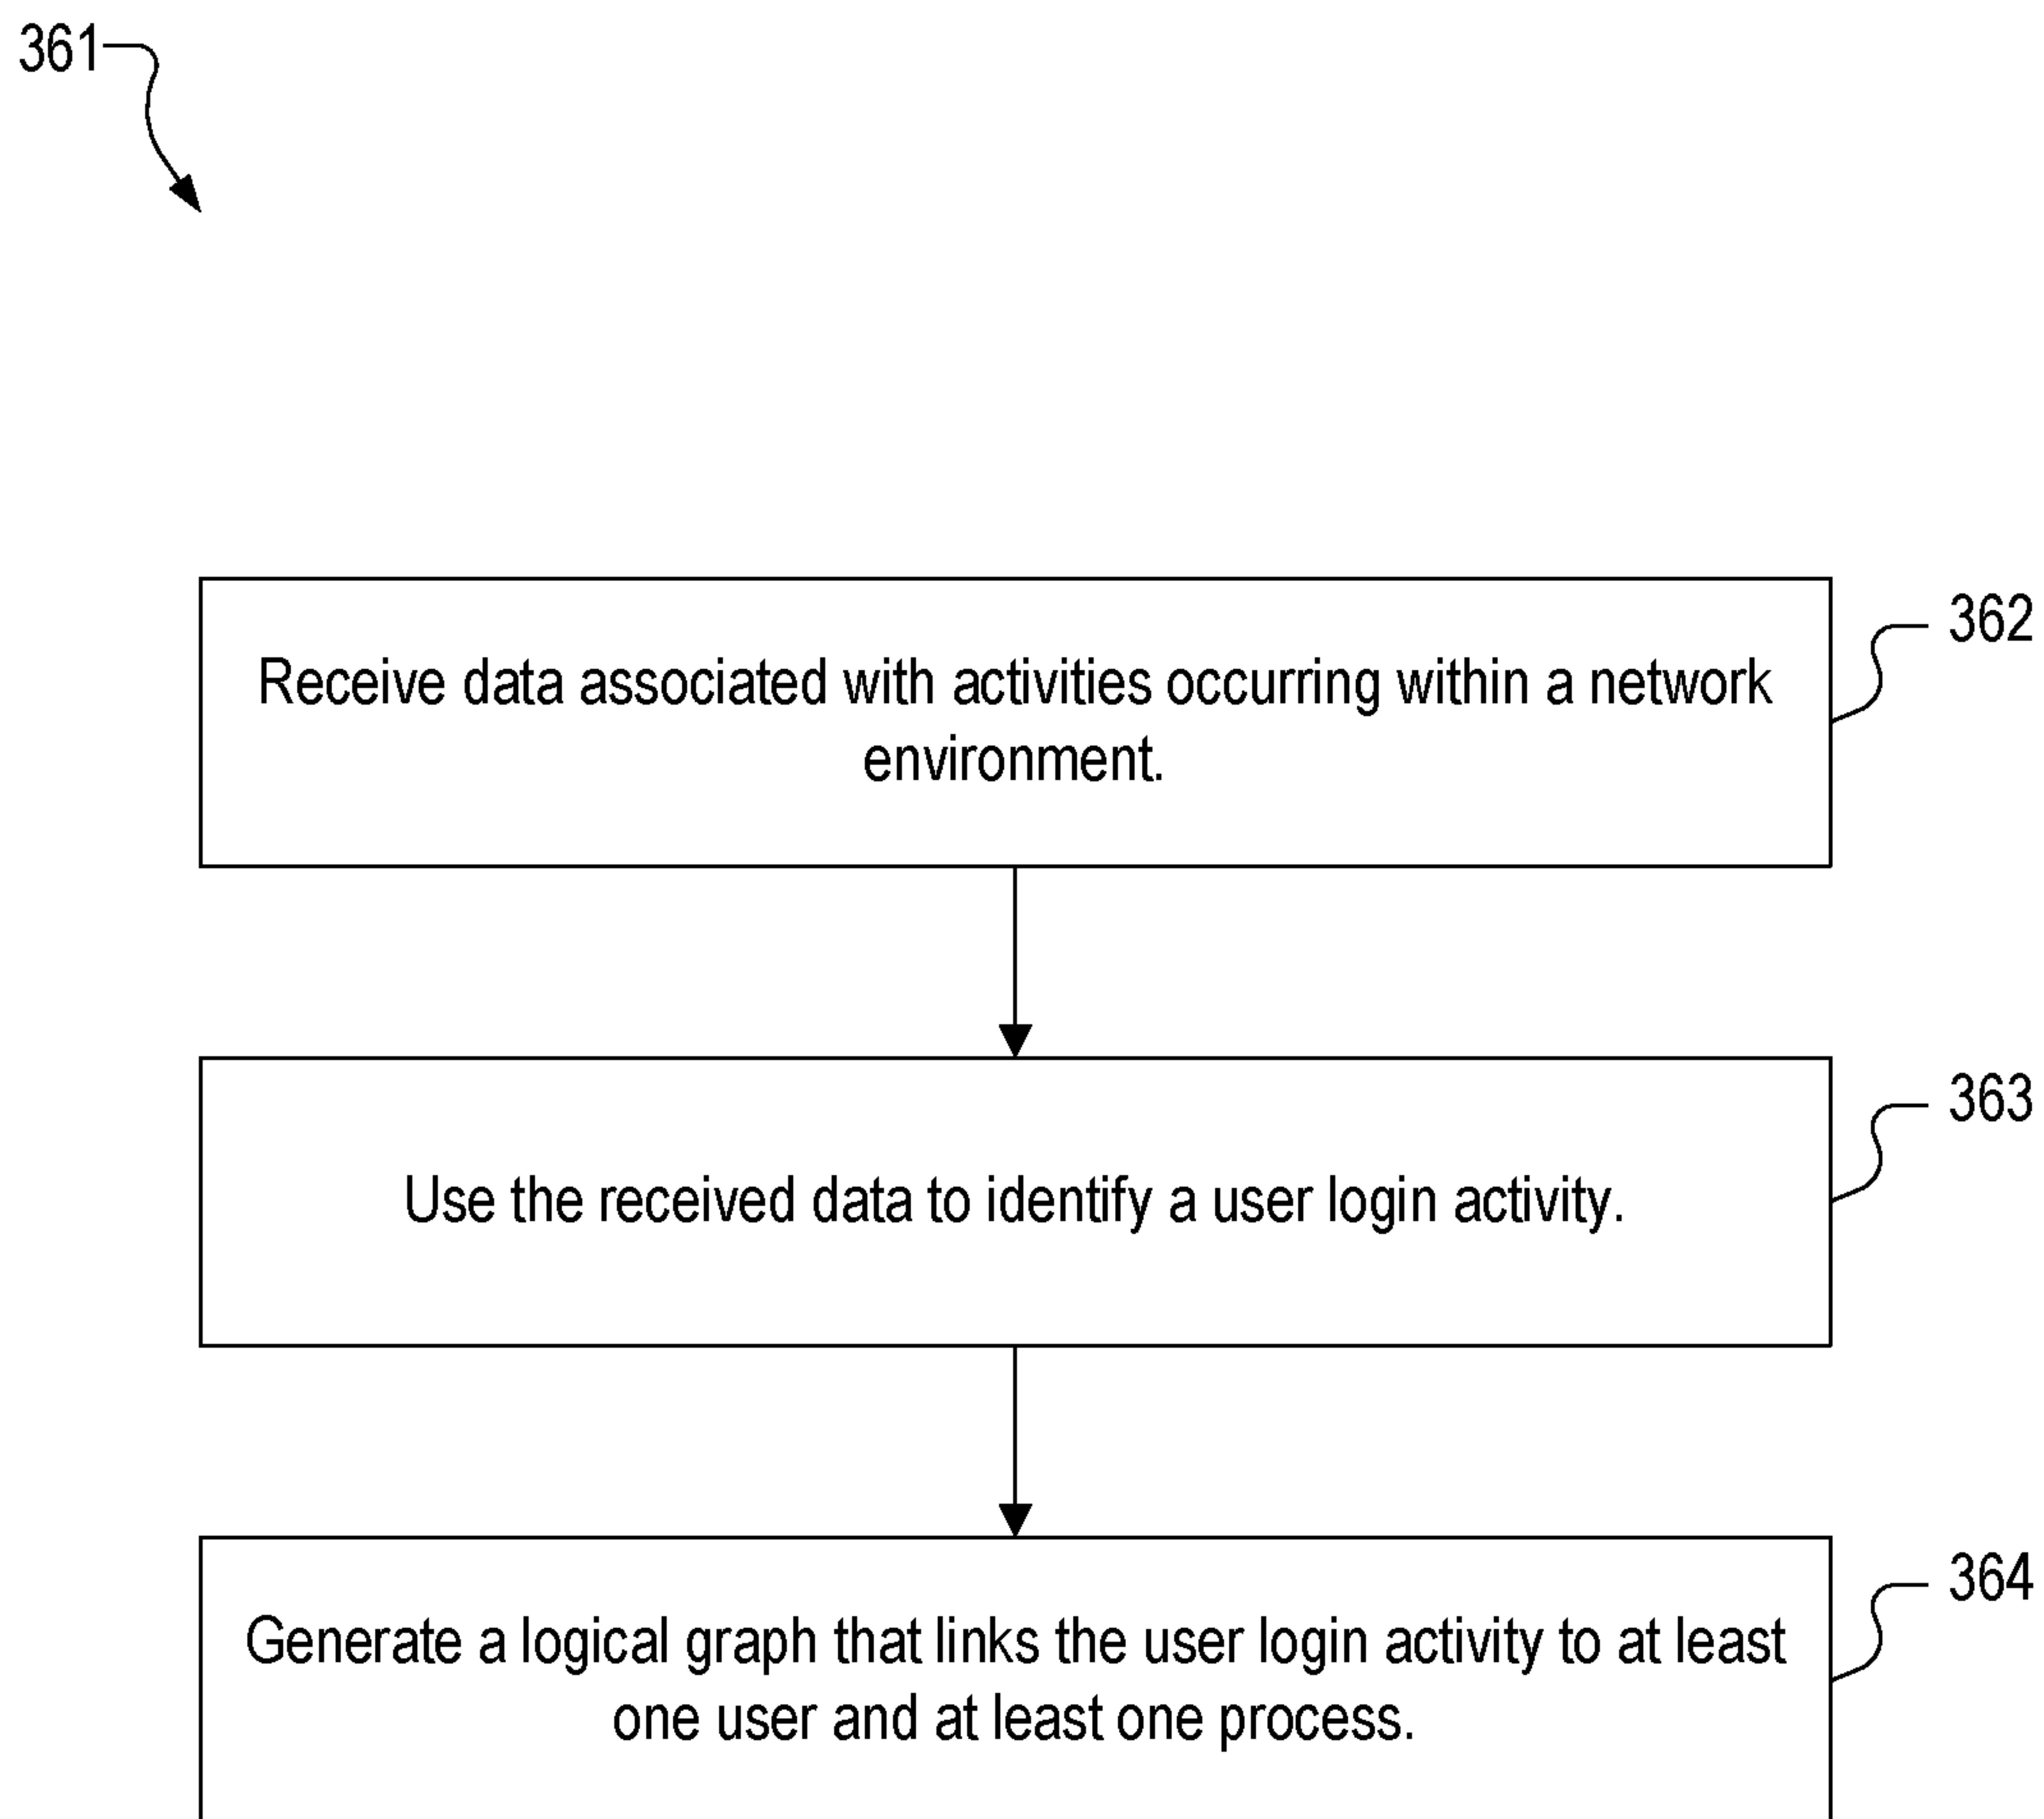 361
362
Receive data associated with activities occurring within a network
environment.
363
Use the received data to identify a user login activity.
364
Generate a logical graph that links the user login activity to at least
one user and at least one process.